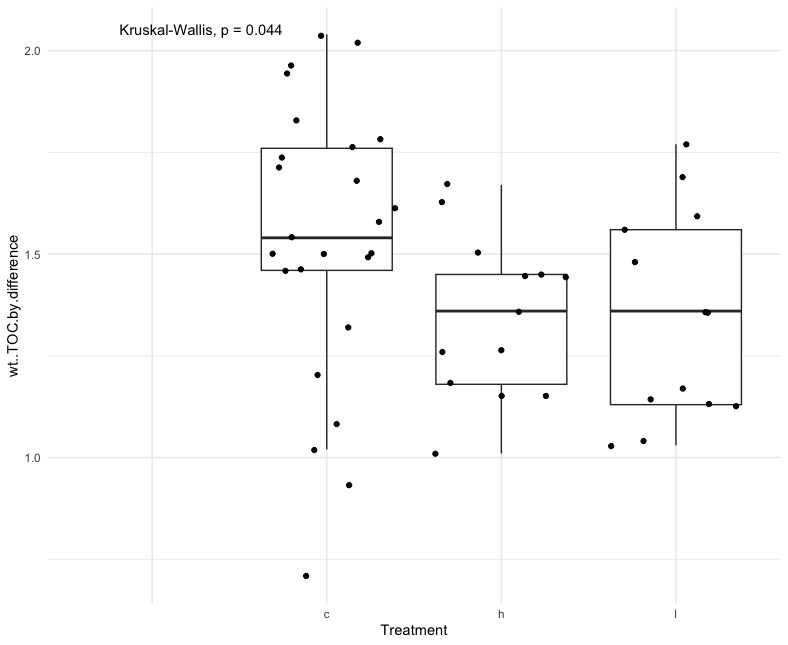 Kruskal-Wallis, p = 0.044
2.0
1.5
1.0
wt..TOC.by.difference
c
h
l
Treatment